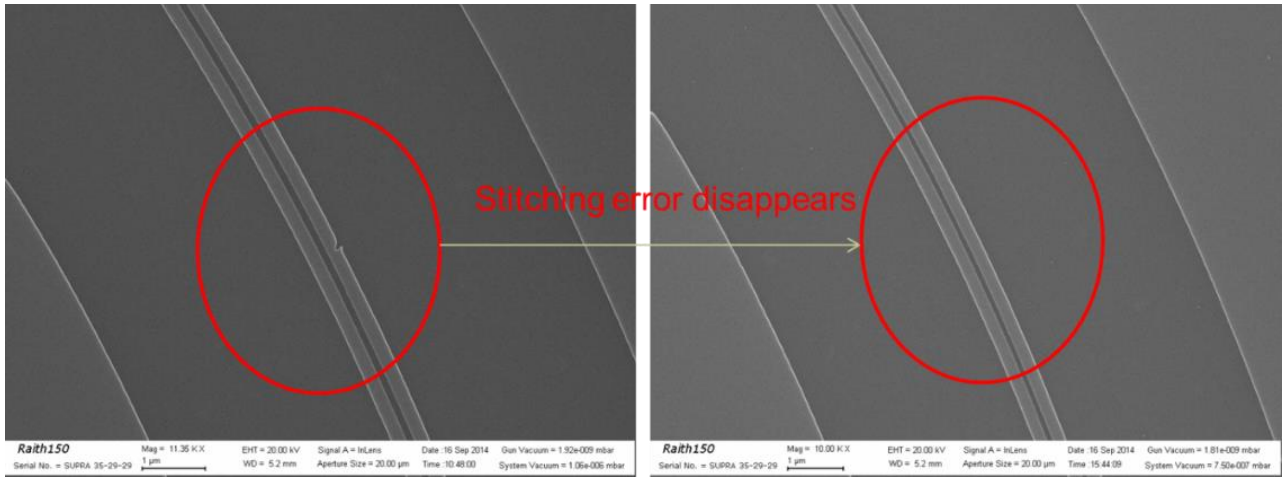 Stitching error disappears
Raith150
Mag = 11.35 K X
EHT = 20.00 kV
Signal A = InLens
Date :16 Sep 2014
Gun Vacuum = 1.92e-009 mbar
Serial No. = SUPRA 35-29-29
1 µm
WD = 5.2 mm
Aperture Size = 20.00 µm
Time :10:48:00
System Vacuum = 1.06e-006 mbar
Raith150
Mag = 10.00 K X
EHT = 20.00 kV
Signal A = InLens
Date :16 Sep 2014
Gun Vacuum = 1.81e-009 mbar
Serial No. = SUPRA 35-29-29
1 µm
WD = 5.2 mm
Aperture Size = 20.00 µm
Time :15:44:09
System Vacuum = 7.50e-007 mbar